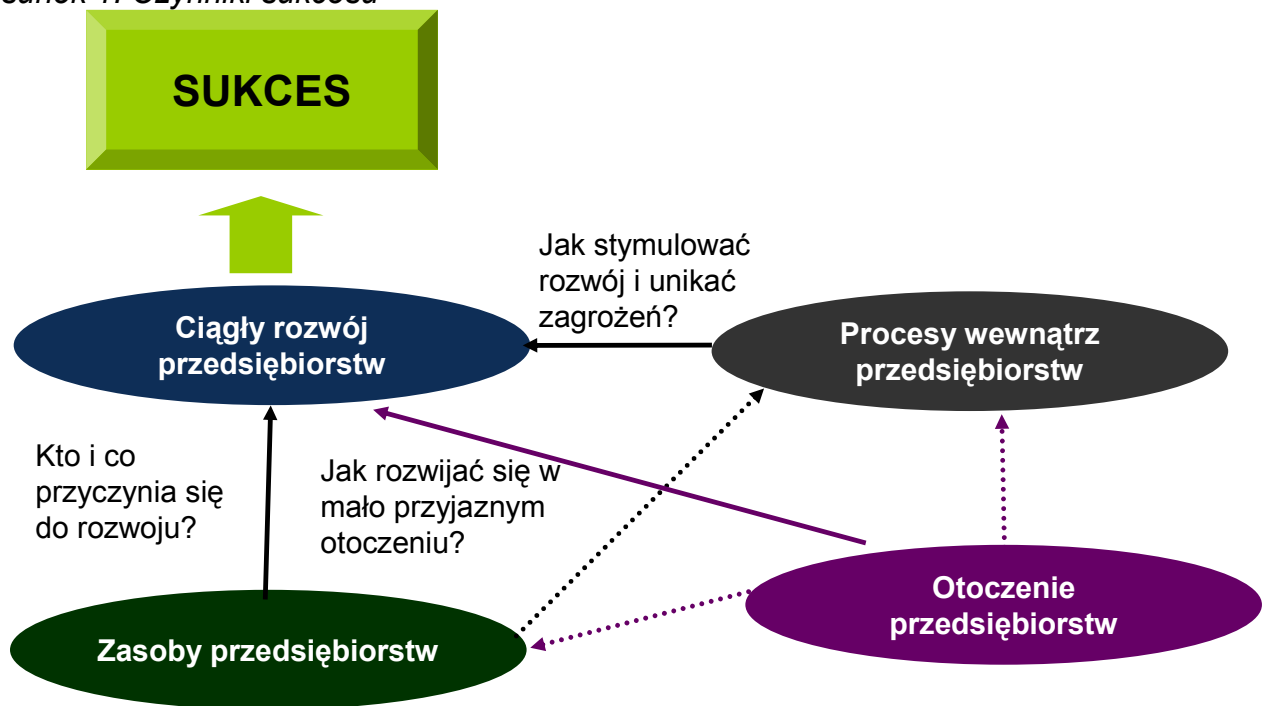 SUKCES
Jak stymulować
rozwój i unikać
zagrożeń?
Ciągły rozwój
przedsiębiorstw
Procesy wewnątrz
przedsiębiorstw
Kto i co
przyczynia się
do rozwoju?
Jak rozwijać się w
mało przyjaznym
otoczeniu?
Otoczenie
przedsiębiorstw
Zasoby przedsiębiorstw